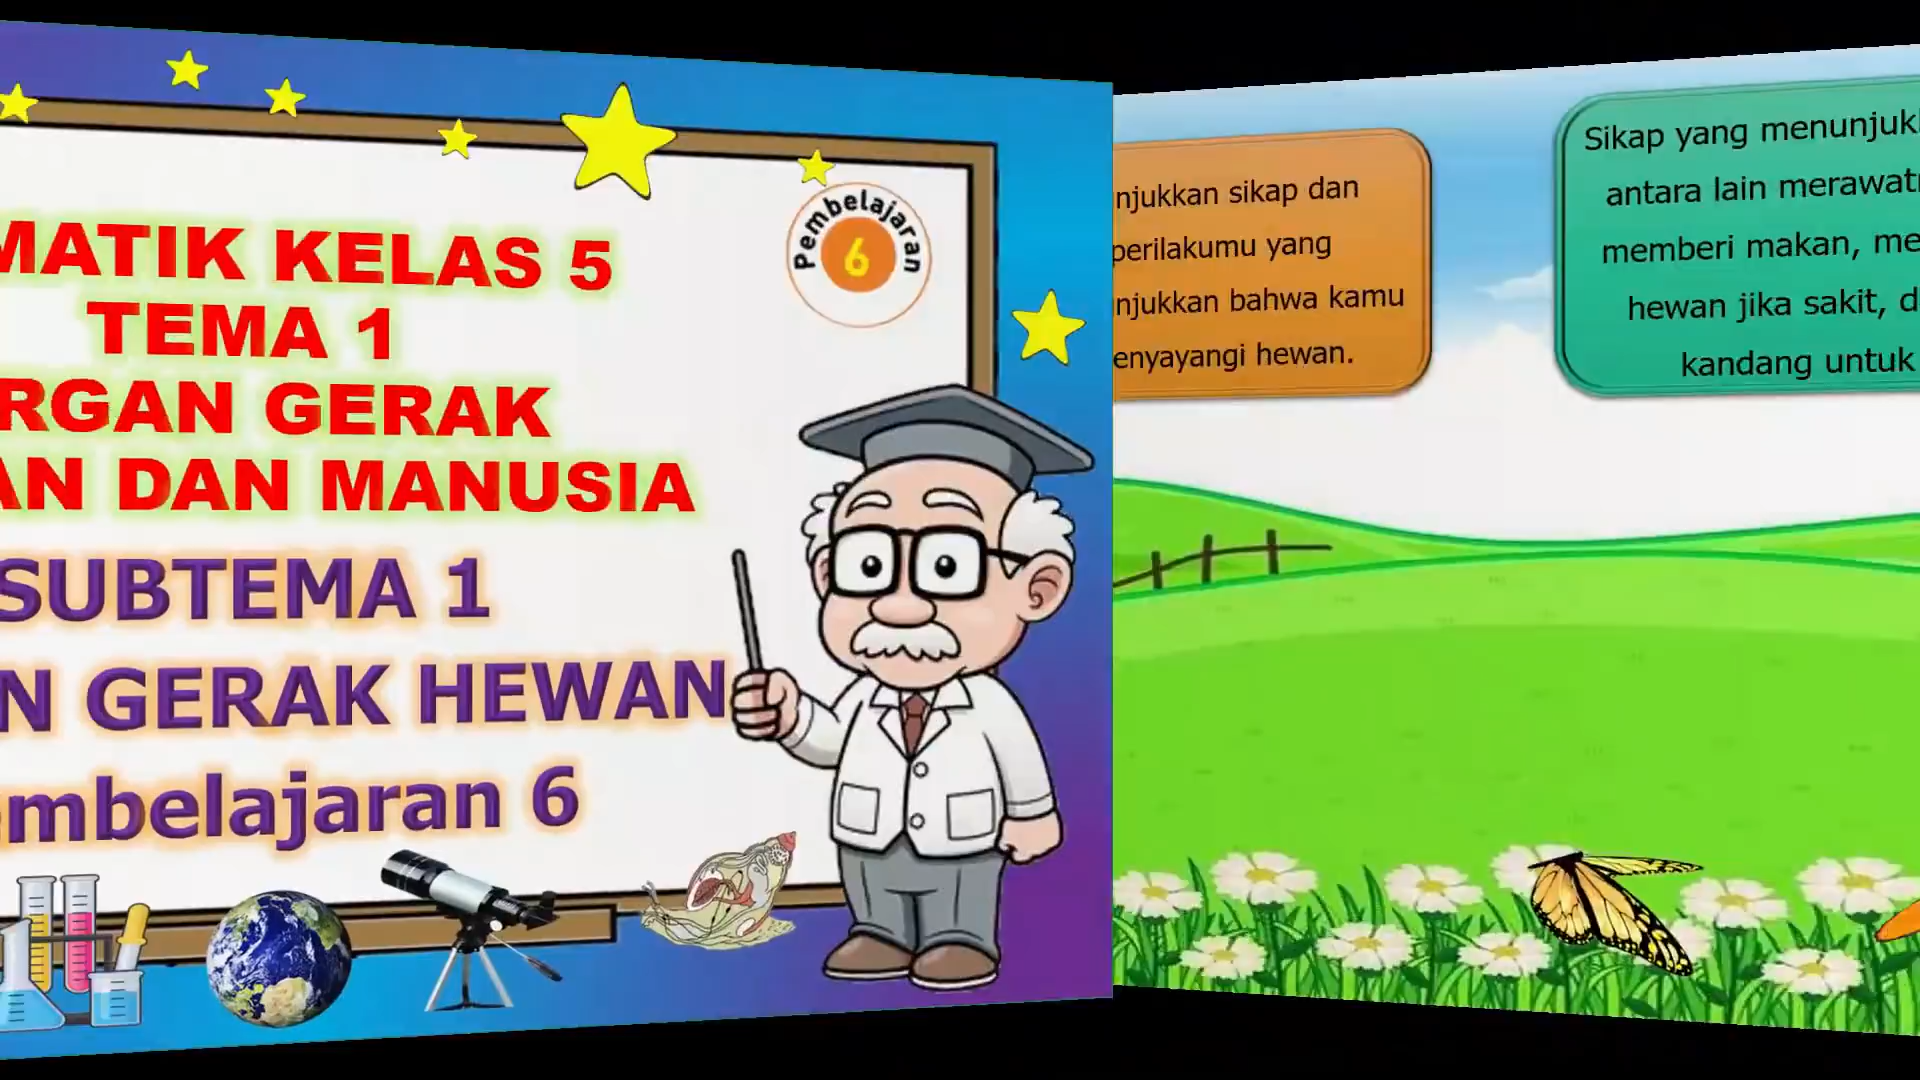 MATIK KELAS 5
TEMA 1
RGAN GERAK
AN DAN MANUSIA
SUBTEMA 1
N GERAK HEWAN
embelajaran 6
Pembelajaran
6
njukkan sikap dan
perilakumu yang
njukkan bahwa kamu
enyayangi hewan.
Sikap yang menunjuk
antara lain merawat
memberi makan, me
hewan jika sakit, d
kandang untuk